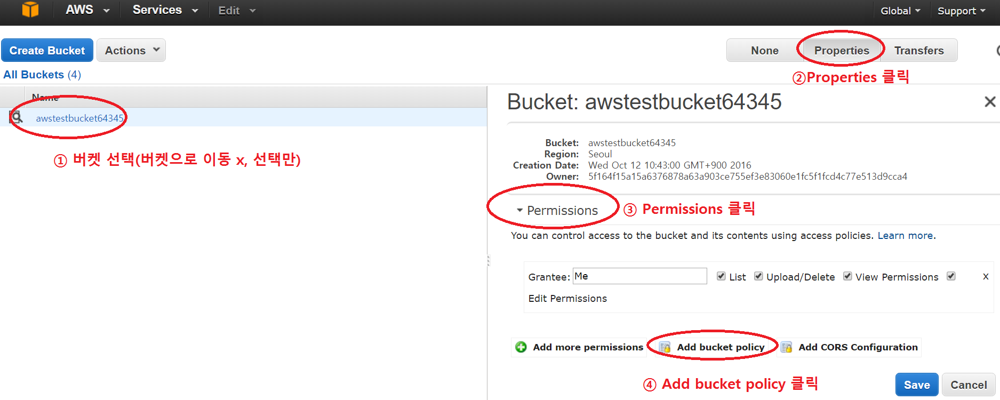 AWS Services Edit Global Support
Create Bucket Actions None Properties Transfers
All Buckets (4)
②Properties 클릭
Name
awstestbucket64345
① 버켓 선택(버켓으로 이동 x, 선택만)
Bucket: awstestbucket64345
Bucket: awstestbucket64345
Region: Seoul
Creation Date: Wed Oct 12 10:43:00 GMT+900 2016
Owner: 5f164f15a15a6376878a63a903ce755ef3e83060e1fc5f1fcd4c77e513d9cca4
Permissions
③ Permissions 클릭
You can control access to the bucket and its contents using access policies. Learn more.
Grantee: Me List Upload/Delete View Permissions x
Edit Permissions
Add more permissions Add bucket policy Add CORS Configuration
④ Add bucket policy 클릭
Save Cancel